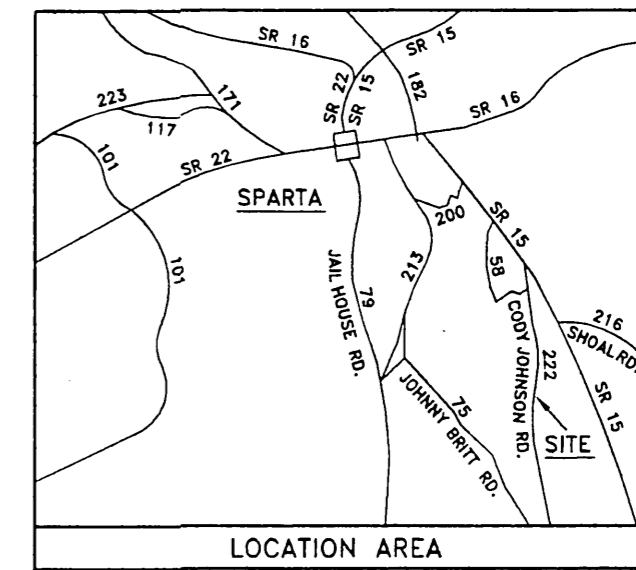 SR 16
SR 15
SR 22
SR 15
182
SR 16
223
171
117
101
SR 22
SPARTA
200
SR 15
101
213
58
JAIL HOUSE RD.
79
CODY JOHNSON RD.
216
SHOAL RD.
222
SR 15
75
JOHNNY BRITT RD.
SITE
LOCATION AREA